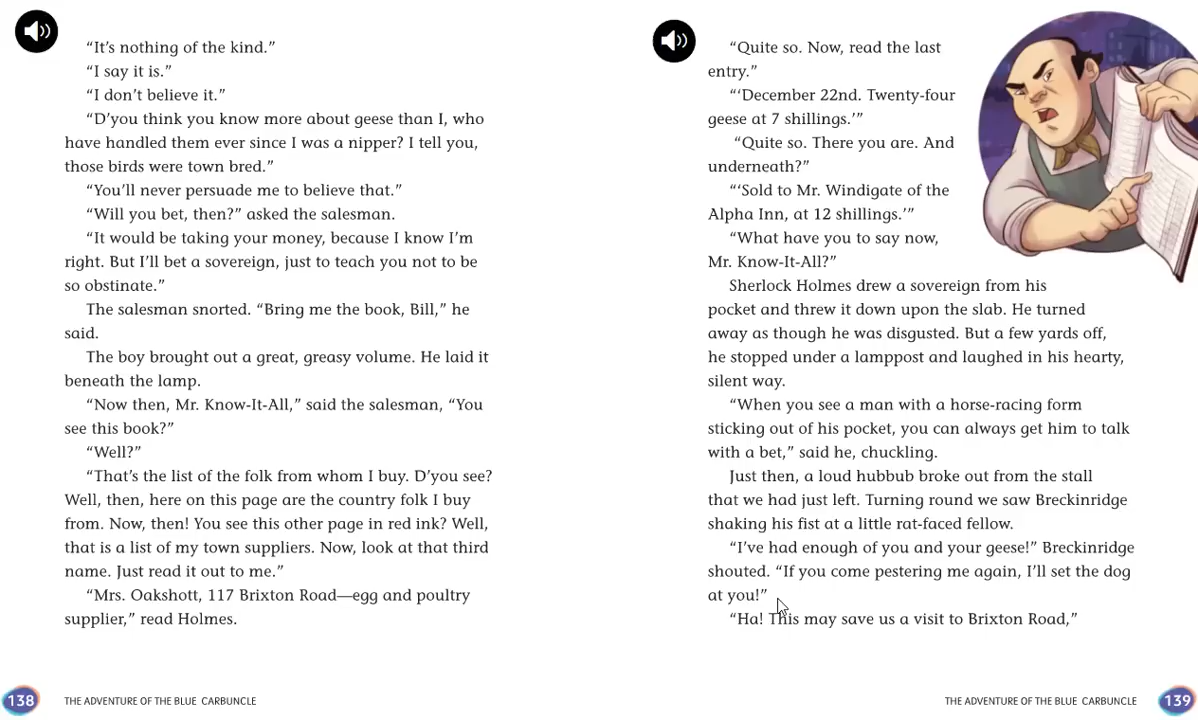 “It’s nothing of the kind.”
“I say it is.”
“I don’t believe it.”
“D’you think you know more about geese than I, who
have handled them ever since I was a nipper? I tell you,
those birds were town bred.”
“You’ll never persuade me to believe that.”
“Will you bet, then?” asked the salesman.
“It would be taking your money, because I know I’m
right. But I’ll bet a sovereign, just to teach you not to be
so obstinate.”
The salesman snorted. “Bring me the book, Bill,” he
said.
The boy brought out a great, greasy volume. He laid it
beneath the lamp.
“Now then, Mr. Know-It-All,” said the salesman, “You
see this book?”
“Well?”
“That’s the list of the folk from whom I buy. D’you see?
Well, then, here on this page are the country folk I buy
from. Now, then! You see this other page in red ink? Well,
that is a list of my town suppliers. Now, look at that third
name. Just read it out to me.”
“Mrs. Oakshott, 117 Brixton Road—egg and poultry
supplier,” read Holmes.
138 THE ADVENTURE OF THE BLUE CARBUNCLE
“Quite so. Now, read the last
entry.”
“‘December 22nd. Twenty-four
geese at 7 shillings.’”
“Quite so. There you are. And
underneath?”
“‘Sold to Mr. Windigate of the
Alpha Inn, at 12 shillings.’”
“What have you to say now,
Mr. Know-It-All?”
Sherlock Holmes drew a sovereign from his
pocket and threw it down upon the slab. He turned
away as though he was disgusted. But a few yards off,
he stopped under a lamppost and laughed in his hearty,
silent way.
“When you see a man with a horse-racing form
sticking out of his pocket, you can always get him to talk
with a bet,” said he, chuckling.
Just then, a loud hubbub broke out from the stall
that we had just left. Turning round we saw Breckinridge
shaking his fist at a little rat-faced fellow.
“I’ve had enough of you and your geese!” Breckinridge
shouted. “If you come pestering me again, I’ll set the dog
at you!”
“Ha! This may save us a visit to Brixton Road,”
THE ADVENTURE OF THE BLUE CARBUNCLE 139